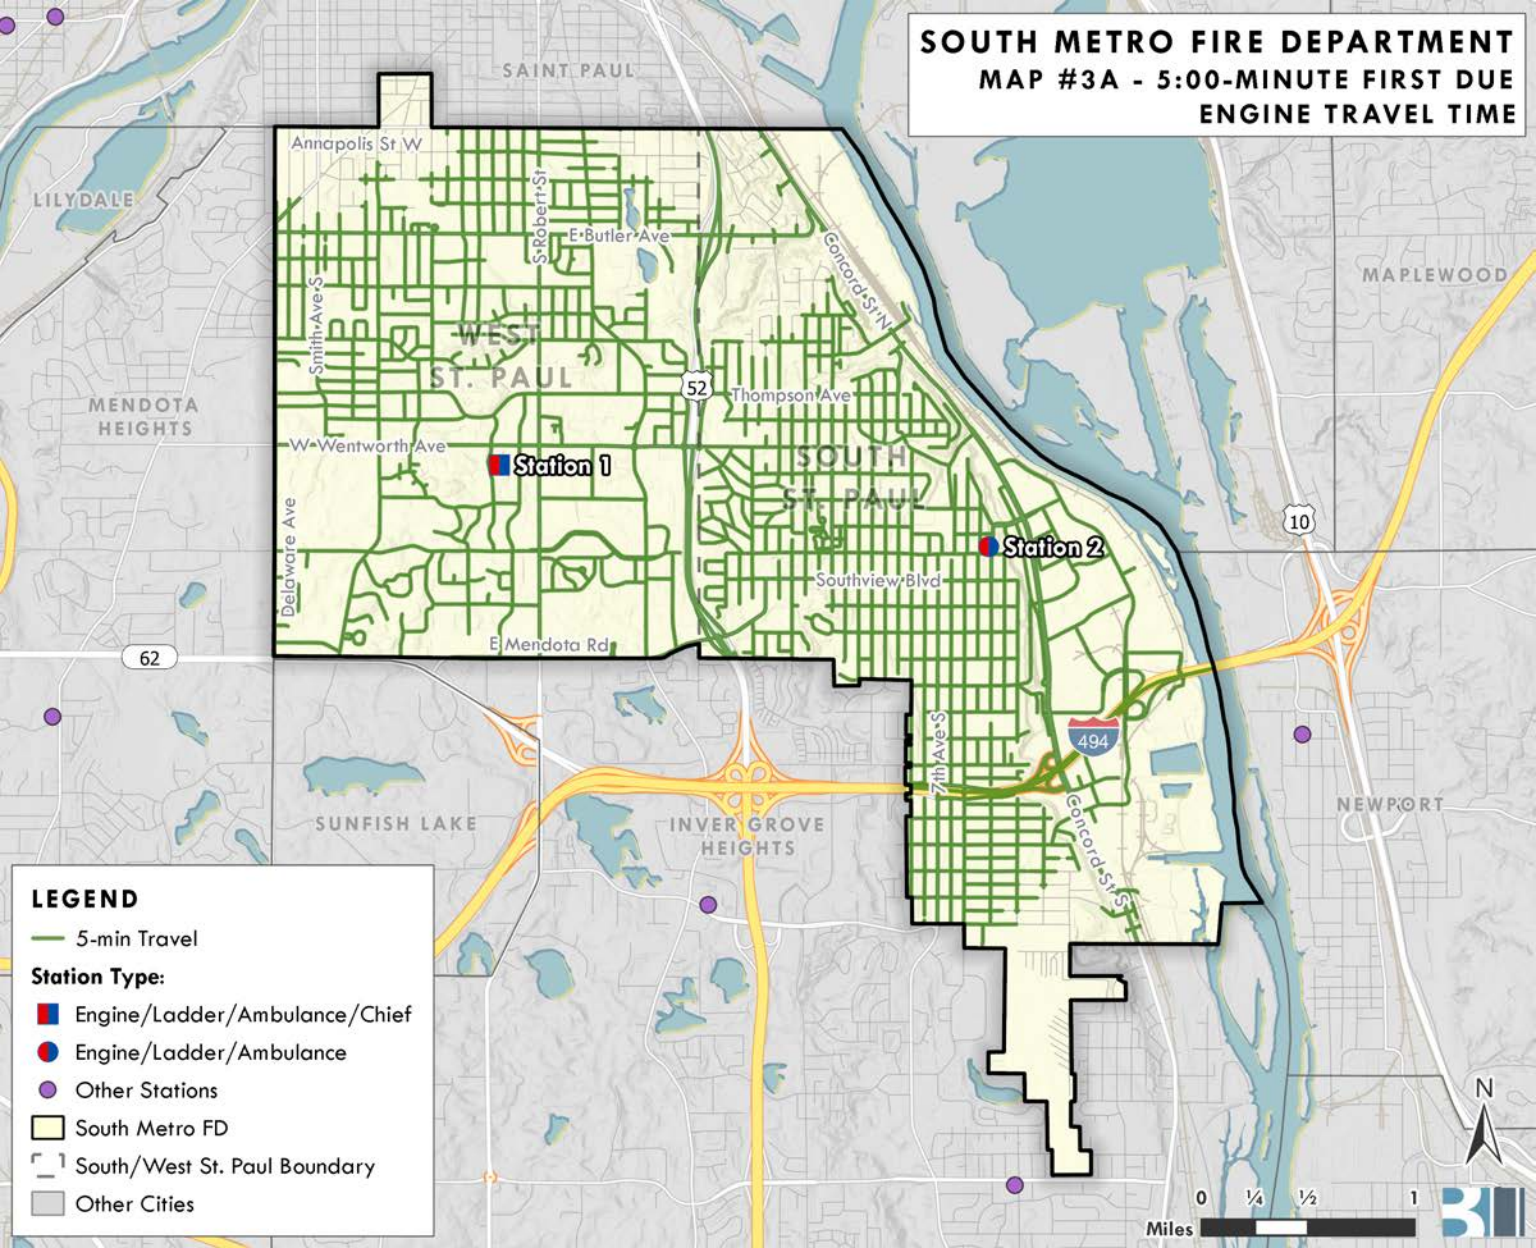 SOUTH METRO FIRE DEPARTMENT
MAP #3A - 5:00-MINUTE FIRST DUE
ENGINE TRAVEL TIME
SAINT PAUL
Annapolis St W
LILYDALE
S Robert St
E Butler Ave
Concord St N
MAPLEWOOD
Smith Ave S
WEST
ST. PAUL
52
Thompson Ave
MENDOTA
HEIGHTS
W Wentworth Ave
Station 1
SOUTH
ST. PAUL
10
Delaware Ave
Station 2
Southview Blvd
E Mendota Rd
62
7th Ave S
494
Concord St S
SUNFISH LAKE
INVER GROVE
HEIGHTS
NEWPORT
LEGEND
5-min Travel
Station Type:
Engine/Ladder/Ambulance/Chief
Engine/Ladder/Ambulance
Other Stations
South Metro FD
South/West St. Paul Boundary
Other Cities
N
0 ¼ ½ 1
Miles